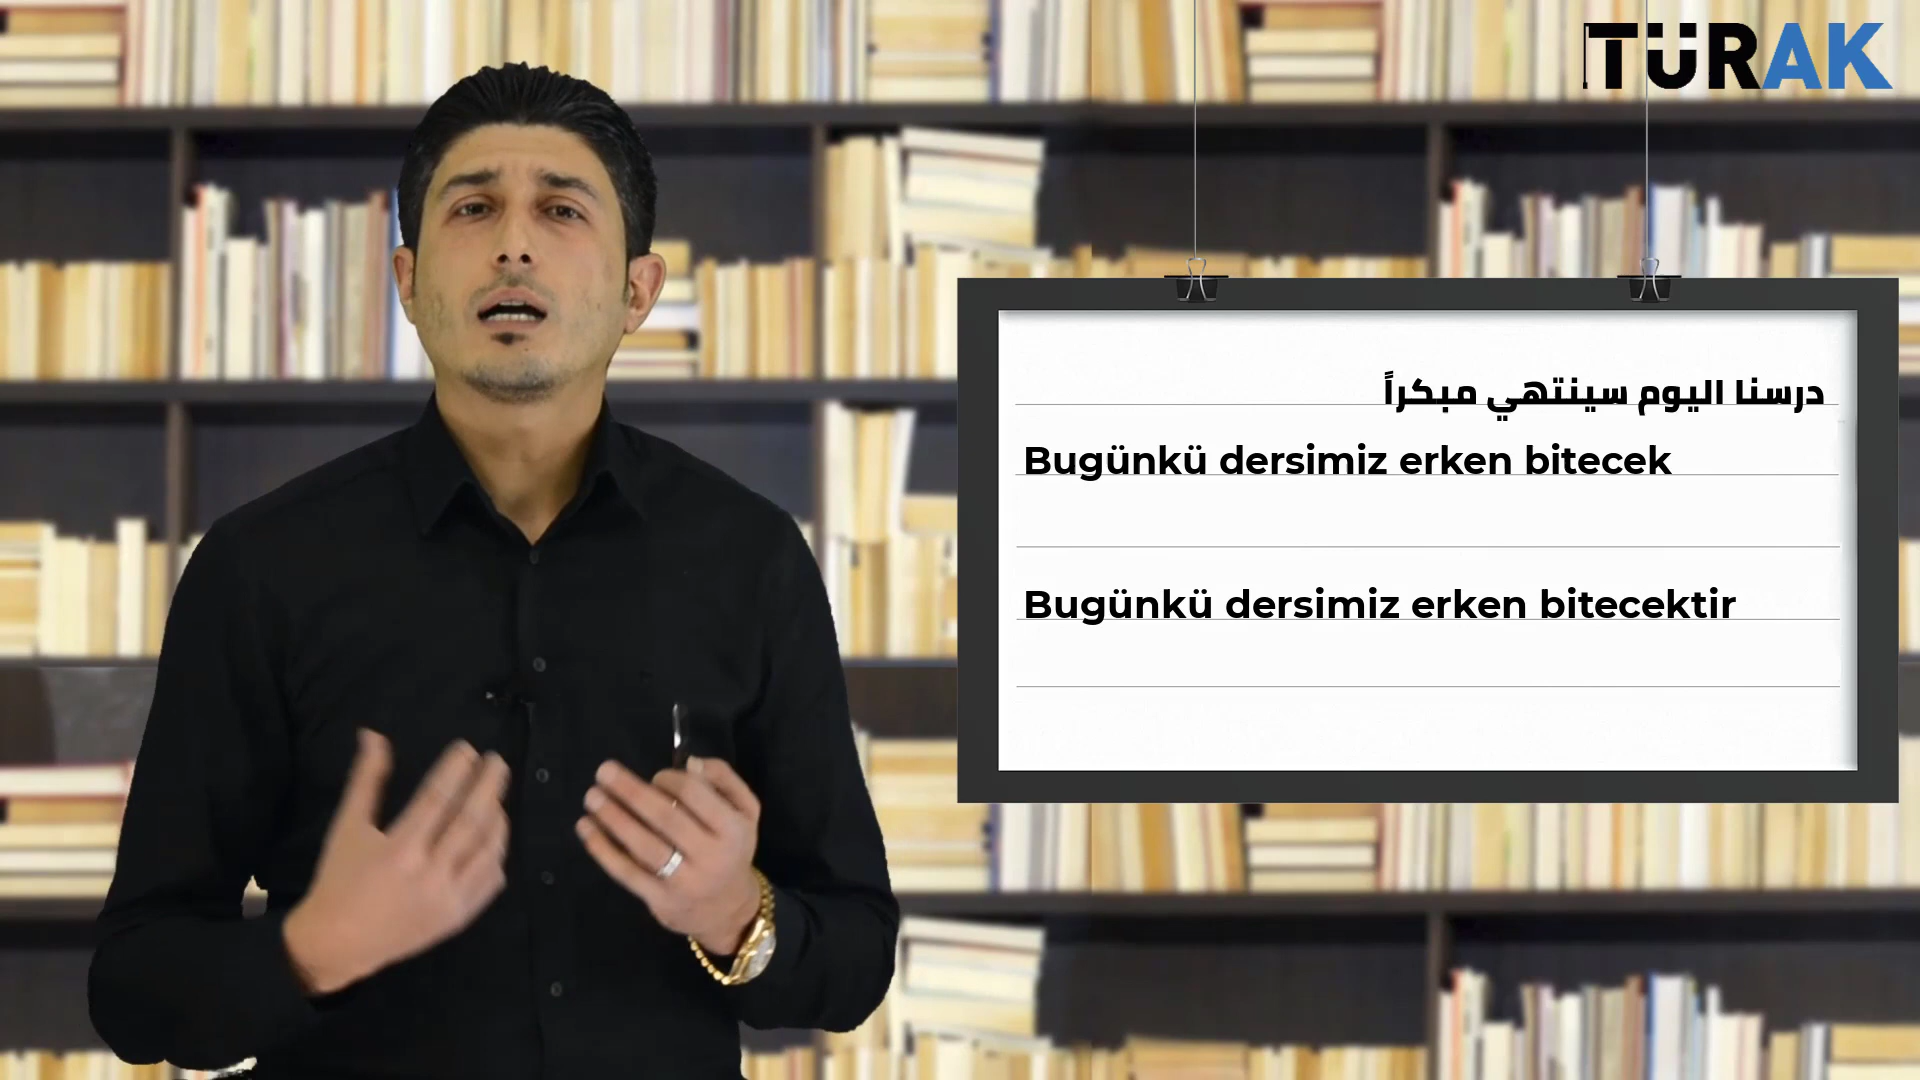 TÜRAK
درسنا اليوم سينتهي مبكراً
Bugünkü dersimiz erken bitecek
Bugünkü dersimiz erken bitecektir